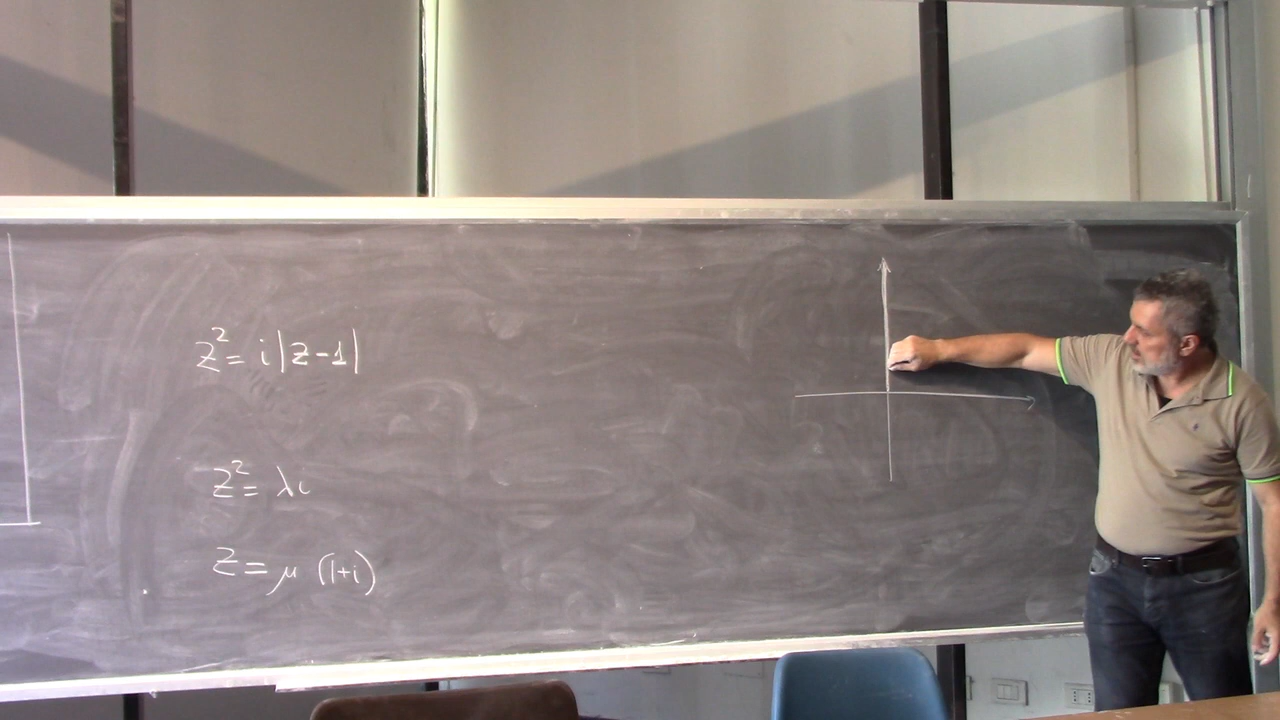 z² = i|z-1|
z² = λi
z = μ (1+i)